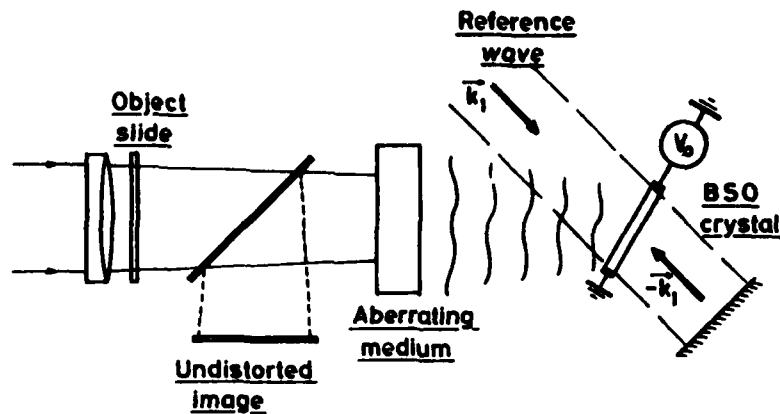 Reference
wave
k₁
Object
slide
V₀
BSO
crystal
-k₁
Aberrating
medium
Undistorted
image